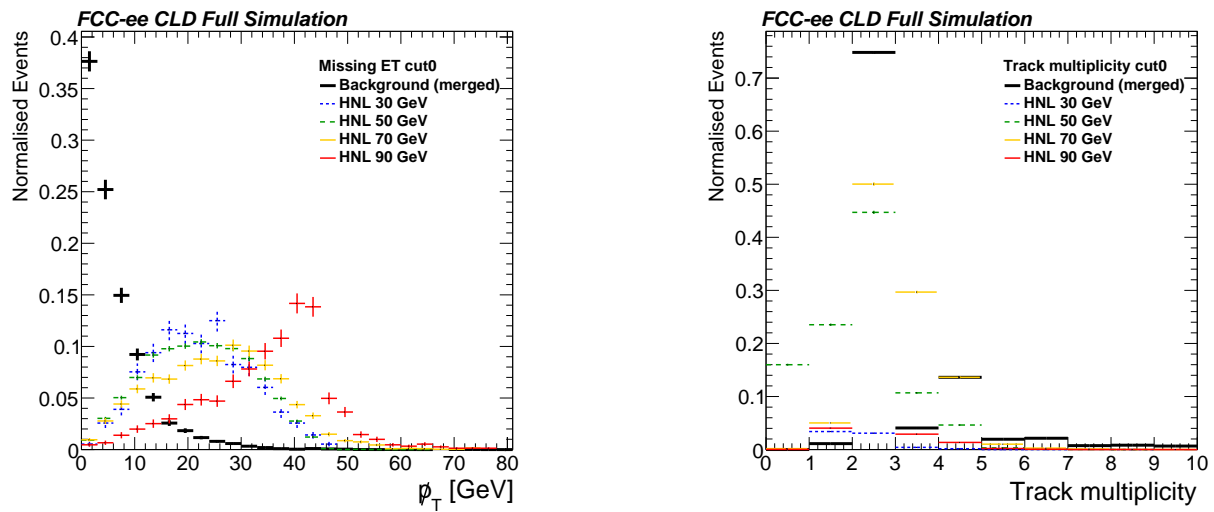 FCC-ee CLD Full Simulation
Normalised Events
0.4
0.35
0.3
0.25
0.2
0.15
0.1
0.05
0
Missing ET cut0
Background (merged)
HNL 30 GeV
HNL 50 GeV
HNL 70 GeV
HNL 90 GeV
0 10 20 30 40 50 60 70 80
p̸_T [GeV]
FCC-ee CLD Full Simulation
Normalised Events
0.7
0.6
0.5
0.4
0.3
0.2
0.1
0
Track multiplicity cut0
Background (merged)
HNL 30 GeV
HNL 50 GeV
HNL 70 GeV
HNL 90 GeV
0 1 2 3 4 5 6 7 8 9 10
Track multiplicity